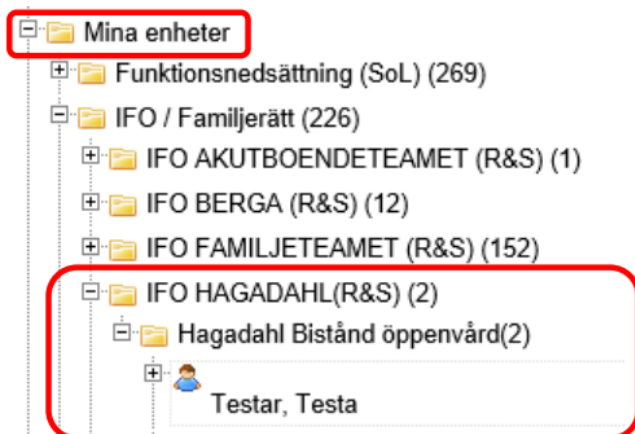 Mina enheter
Funktionsnedsättning (SoL) (269)
IFO / Familjerätt (226)
IFO AKUTBOENDETEAMET (R&S) (1)
IFO BERGA (R&S) (12)
IFO FAMILJETEAMET (R&S) (152)
IFO HAGADAHL(R&S) (2)
Hagadahl Bistånd öppenvård(2)
Testar, Testa